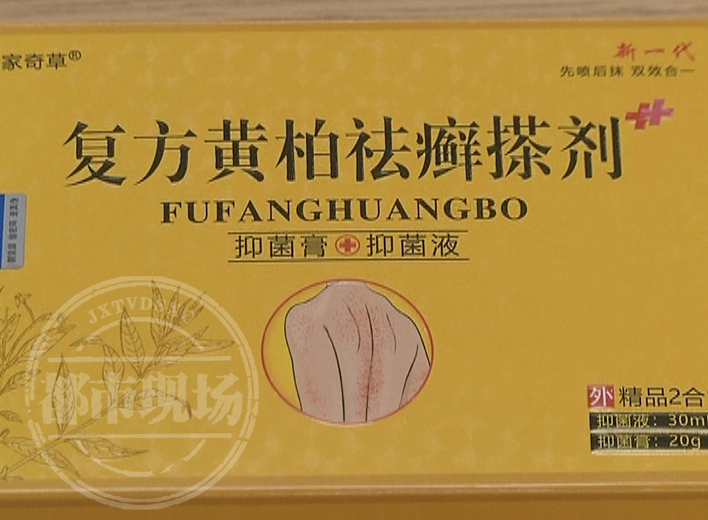 家奇草®
新一代
先喷后抹 双效合一
复方黄柏祛癣搽剂
FUFANGHUANGBO
抑菌膏 抑菌液
JXTVDSXC
都市现场
外 精品2合
抑菌液：30ml
抑菌膏：20g